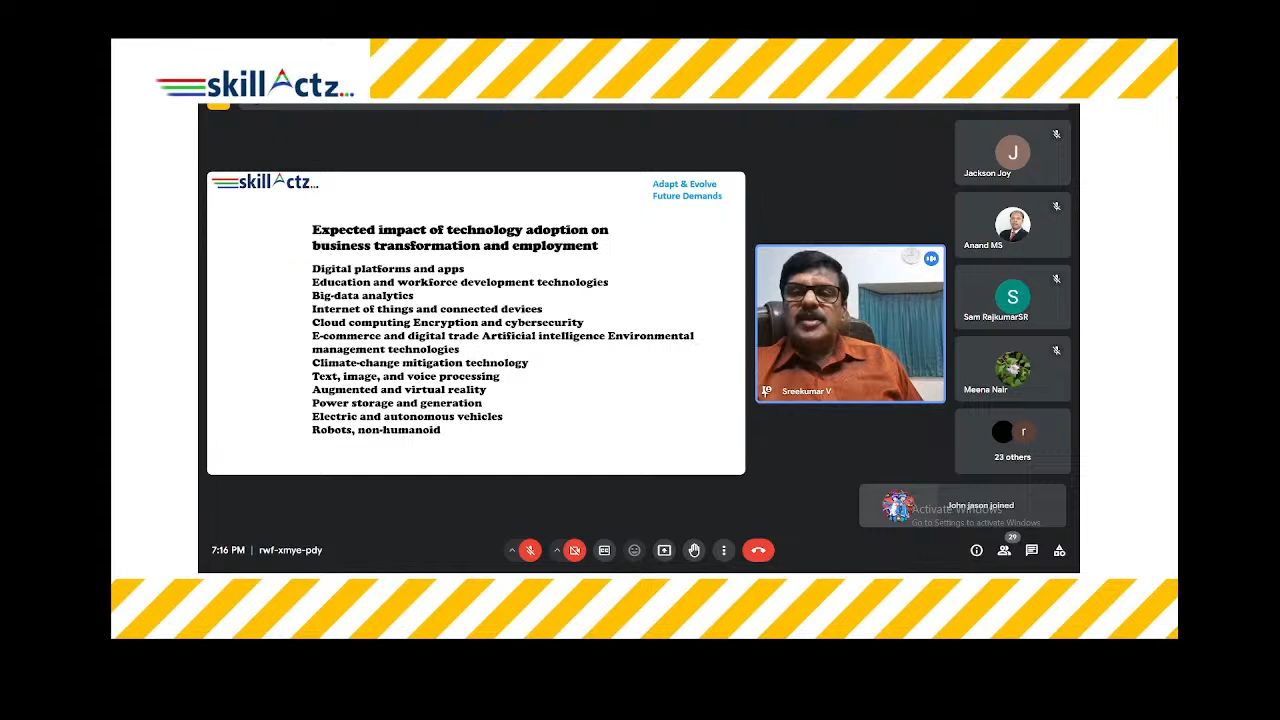 skillActz...
skillActz...
Adapt & Evolve
Future Demands
Expected impact of technology adoption on
business transformation and employment
Digital platforms and apps
Education and workforce development technologies
Big-data analytics
Internet of things and connected devices
Cloud computing Encryption and cybersecurity
E-commerce and digital trade Artificial intelligence Environmental
management technologies
Climate-change mitigation technology
Text, image, and voice processing
Augmented and virtual reality
Power storage and generation
Electric and autonomous vehicles
Robots, non-humanoid
Sreekumar V
J
Jackson Joy
Anand MS
S
Sam RajkumarSR
Meena Nair
r
23 others
John jason joined
Activate Windows
Go to Settings to activate Windows.
7:16 PM | rwf-xmye-pdy
CC
29